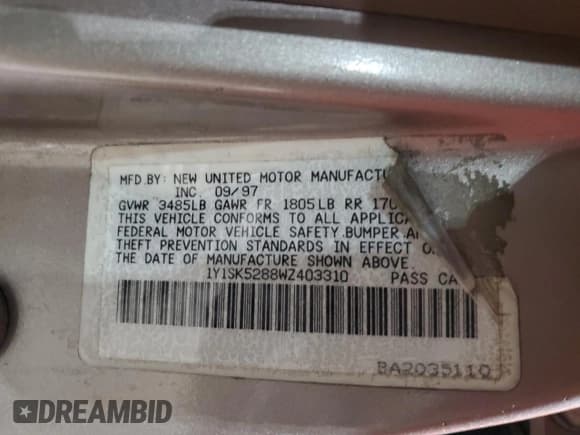 MFD BY: NEW UNITED MOTOR MANUFACTU
INC 09/97
GVWR 3485LB GAWR FR 1805LB RR 170
THIS VEHICLE CONFORMS TO ALL APPLICA
FEDERAL MOTOR VEHICLE SAFETY.BUMPER A
THEFT PREVENTION STANDARDS IN EFFECT O
THE DATE OF MANUFACTURE SHOWN ABOVE.
1Y1SK5288WZ403310 PASS CA
BA2035110
DREAMBID